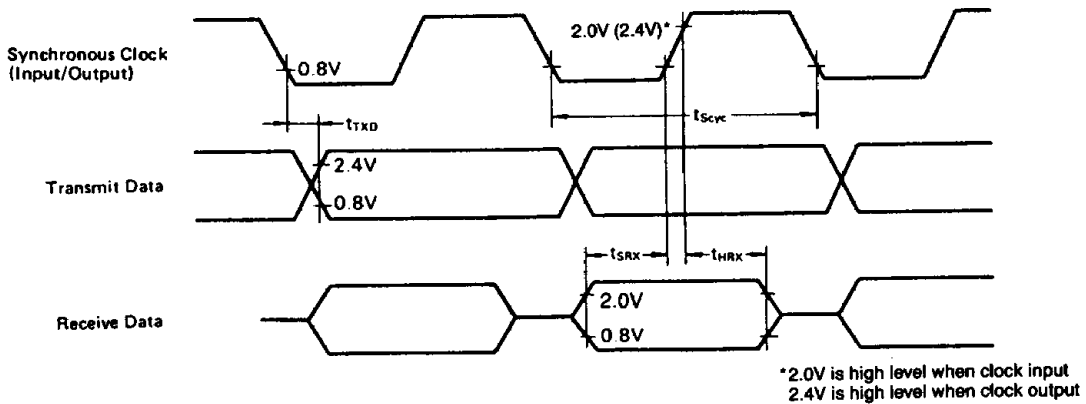 Synchronous Clock
(Input/Output)
2.0V (2.4V)*
0.8V
tScyc
tTXD
Transmit Data
2.4V
0.8V
tSRX
tHRX
Receive Data
2.0V
0.8V
*2.0V is high level when clock input
2.4V is high level when clock output